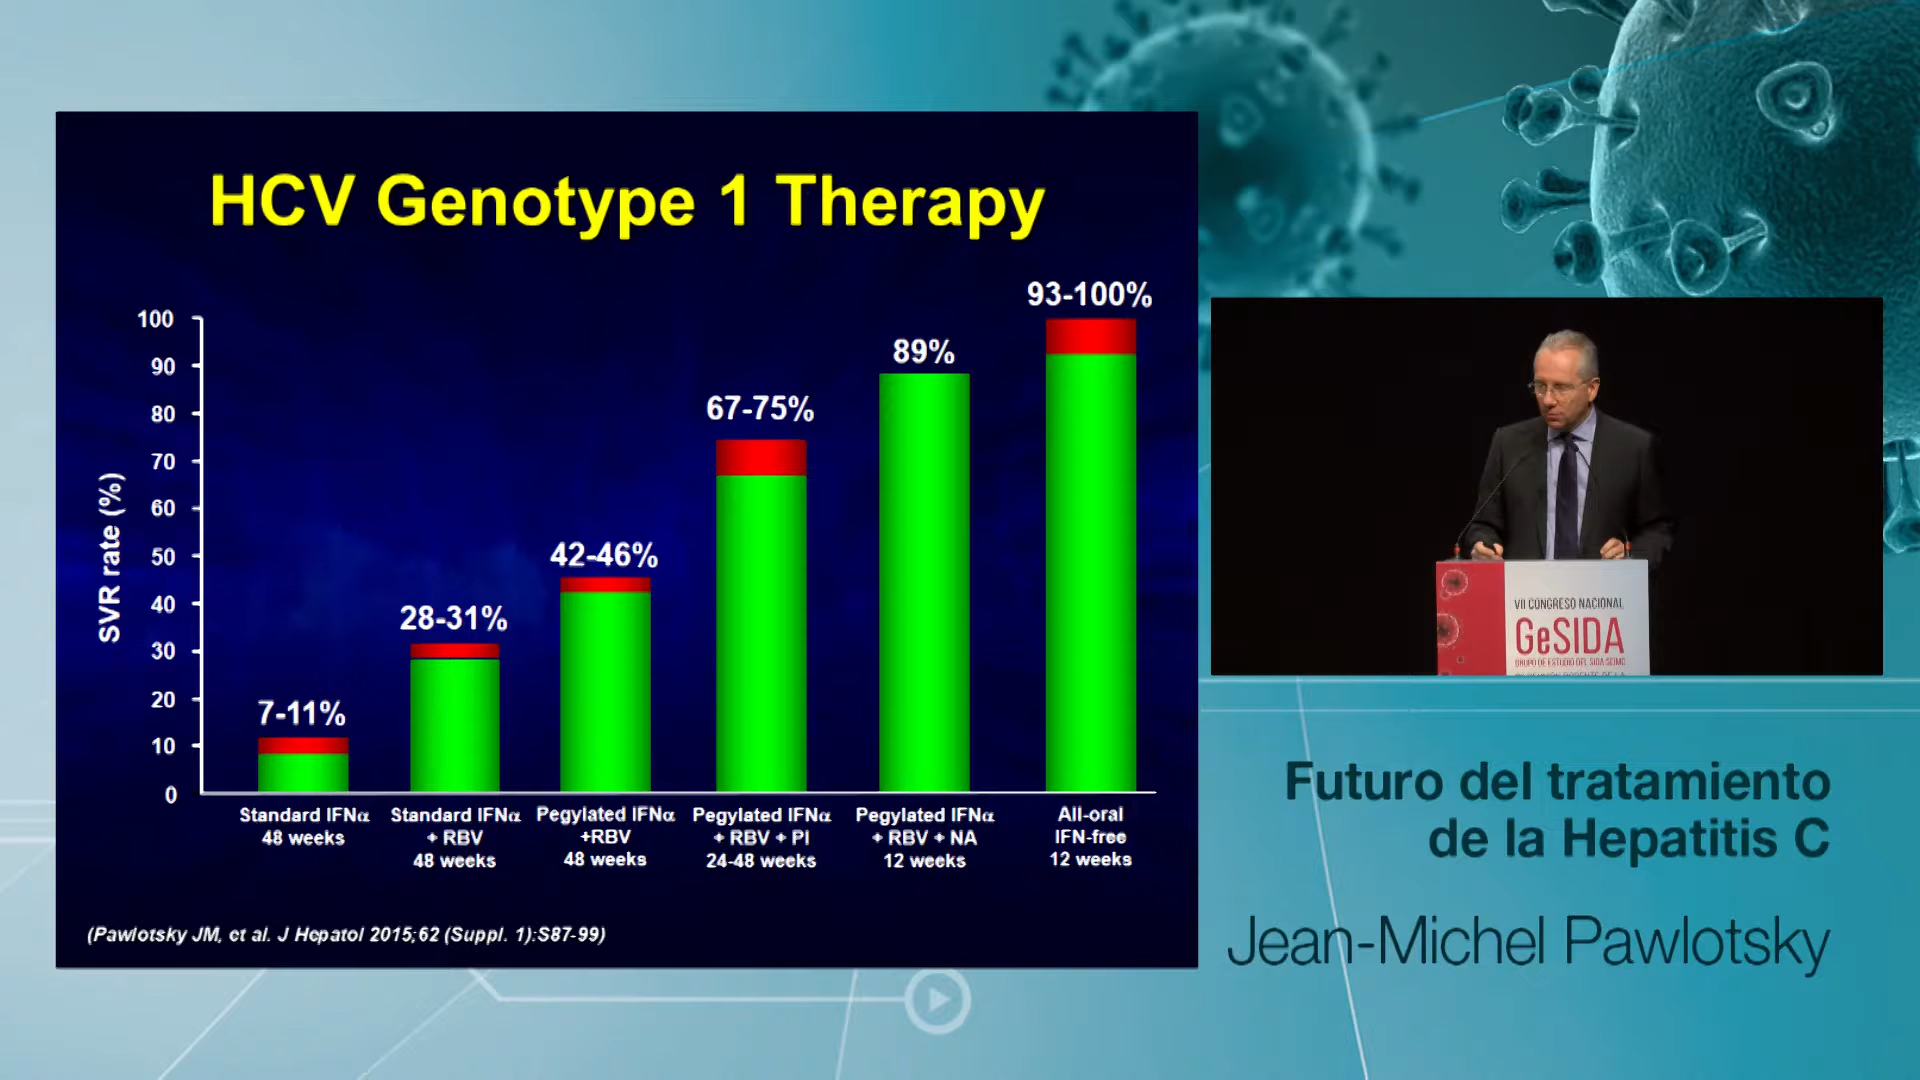 HCV Genotype 1 Therapy
SVR rate (%)
100
90
80
70
60
50
40
30
20
10
0
7-11%
28-31%
42-46%
67-75%
89%
93-100%
Standard IFNα
48 weeks
Standard IFNα
+ RBV
48 weeks
Pegylated IFNα
+RBV
48 weeks
Pegylated IFNα
+ RBV + PI
24-48 weeks
Pegylated IFNα
+ RBV + NA
12 weeks
All-oral
IFN-free
12 weeks
(Pawlotsky JM, et al. J Hepatol 2015;62 (Suppl. 1):S87-99)
VII CONGRESO NACIONAL
GeSIDA
GRUPO DE ESTUDIO DEL SIDA-SEIMC
Futuro del tratamiento
de la Hepatitis C
Jean-Michel Pawlotsky